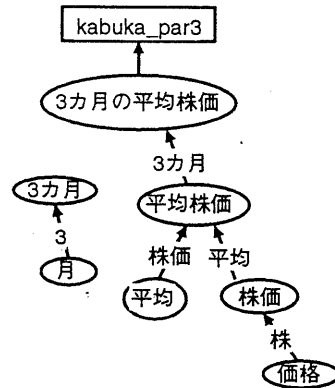 kabuka_par3
3カ月の平均株価
3カ月
3カ月
平均株価
3
株価
平均
月
平均
株価
株
価格